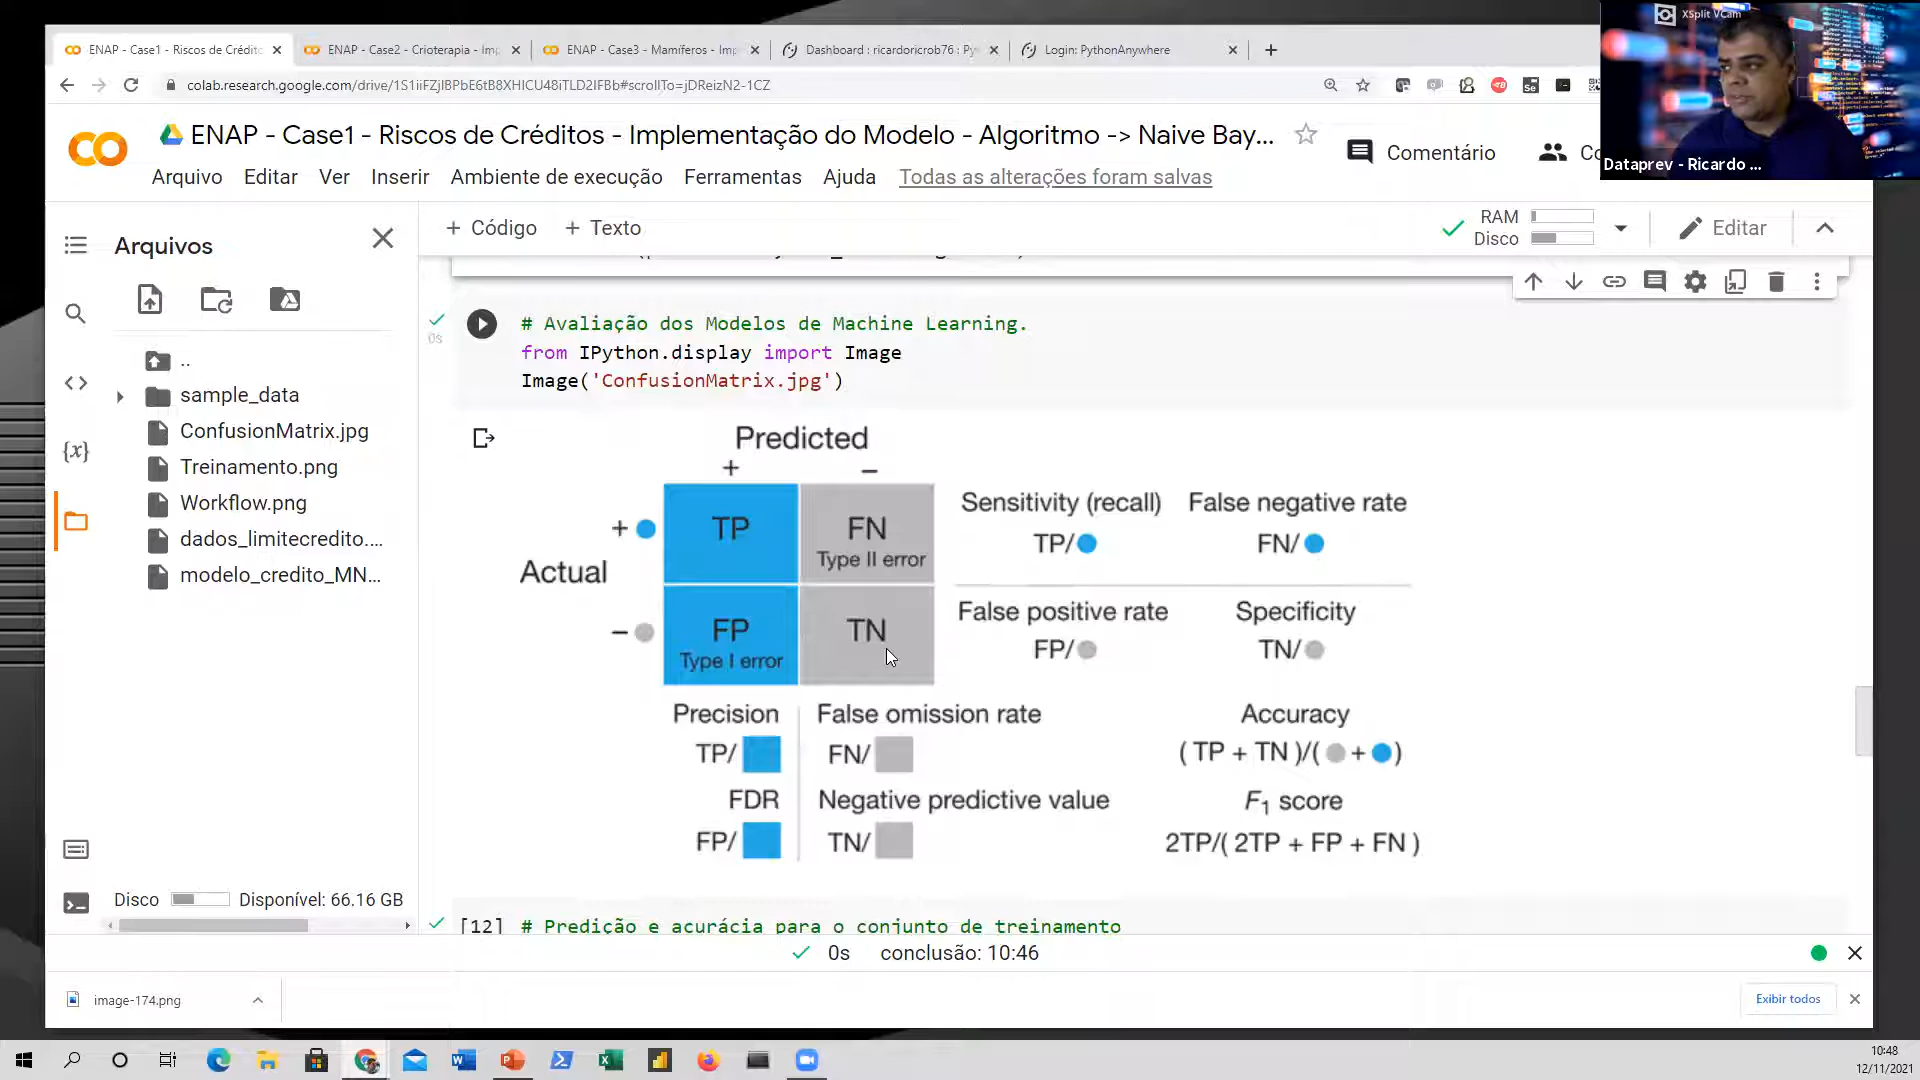 XSplit VCam
Dataprev - Ricardo ...
ENAP - Case1 - Riscos de Crédito
ENAP - Case2 - Crioterapia - Imp
ENAP - Case3 - Mamíferos - Imp
Dashboard : ricardoricrob76 : Py
Login: PythonAnywhere
colab.research.google.com/drive/1S1iiFZjIBPbE6tB8XHICU48iTLD2IFBb#scrollTo=jDReizN2-1CZ
ENAP - Case1 - Riscos de Créditos - Implementação do Modelo - Algoritmo -> Naive Bay...
Comentário
Arquivo Editar Ver Inserir Ambiente de execução Ferramentas Ajuda Todas as alterações foram salvas
Arquivos
+ Código + Texto
RAM
Disco
Editar
..
sample_data
ConfusionMatrix.jpg
Treinamento.png
Workflow.png
dados_limitecredito....
modelo_credito_MN...
Disco Disponível: 66.16 GB
0s
# Avaliação dos Modelos de Machine Learning.
from IPython.display import Image
Image('ConfusionMatrix.jpg')
Predicted
+ −
Actual
+ TP FN
Type II error
− FP TN
Type I error
Sensitivity (recall) False negative rate
TP/ FN/
False positive rate Specificity
FP/ TN/
Precision False omission rate Accuracy
TP/ FN/ ( TP + TN )/( + )
FDR Negative predictive value F1 score
FP/ TN/ 2TP/( 2TP + FP + FN )
[12] # Predição e acurácia para o conjunto de treinamento
0s conclusão: 10:46
image-174.png
Exibir todos
10:48
12/11/2021